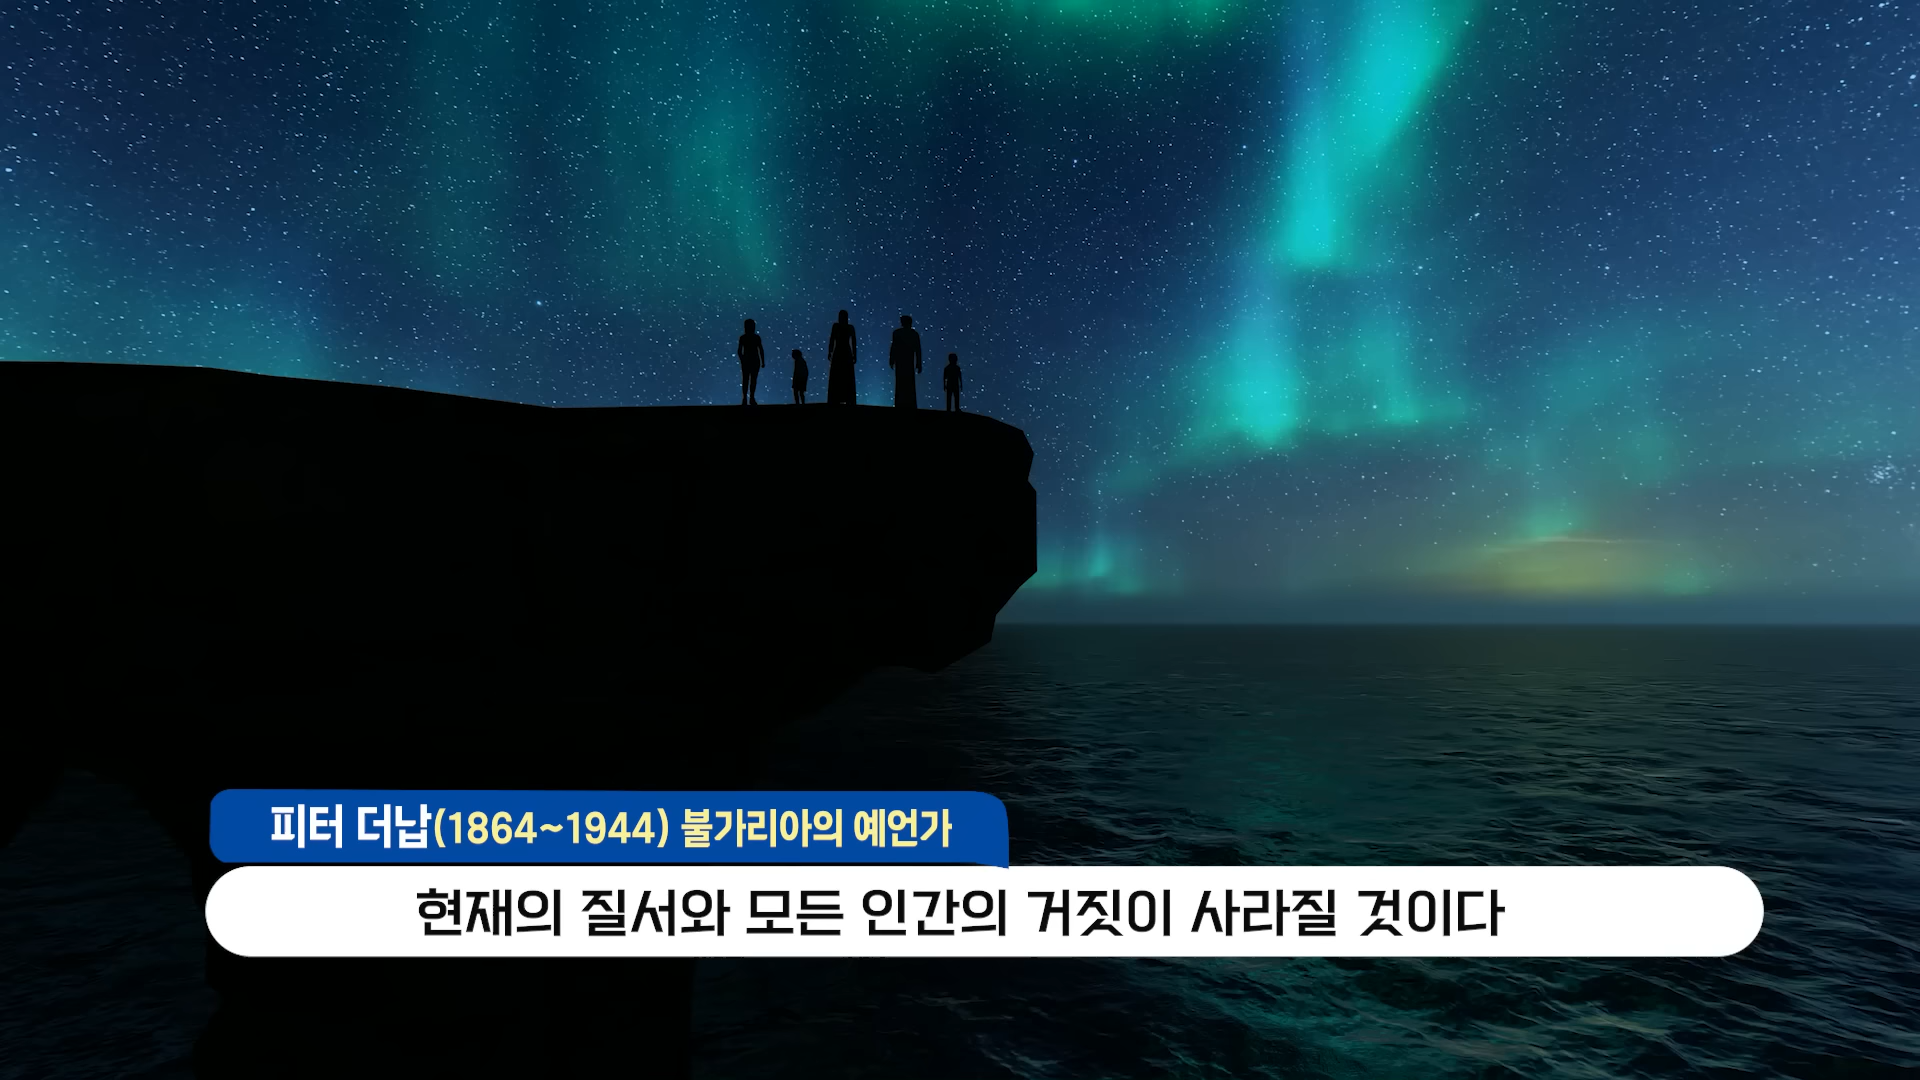 피터 더납(1864~1944) 불가리아의 예언가
현재의 질서와 모든 인간의 거짓이 사라질 것이다